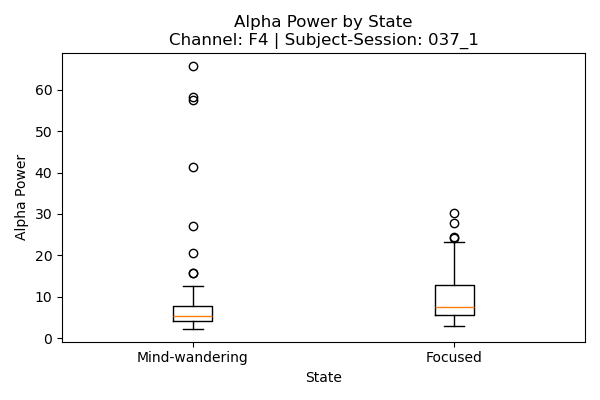 Alpha Power by State
Channel: F4 | Subject-Session: 037_1
60
50
40
30
20
10
0
Alpha Power
Mind-wandering
Focused
State